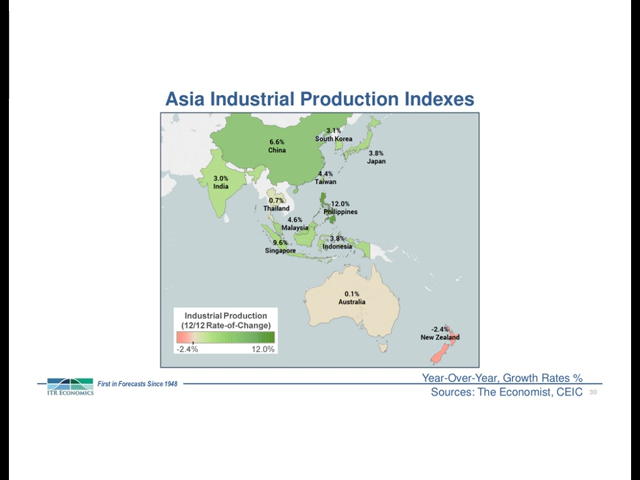 Asia Industrial Production Indexes
3.1%
South Korea
6.6%
China
3.8%
Japan
4.4%
Taiwan
3.0%
India
0.7%
Thailand
12.0%
Philippines
4.6%
Malaysia
9.6%
Singapore
3.8%
Indonesia
0.1%
Australia
-2.4%
New Zealand
Industrial Production
(12/12 Rate-of-Change)
-2.4%
12.0%
Year-Over-Year, Growth Rates %
ITR ECONOMICS
First in Forecasts Since 1948
Sources: The Economist, CEIC
30